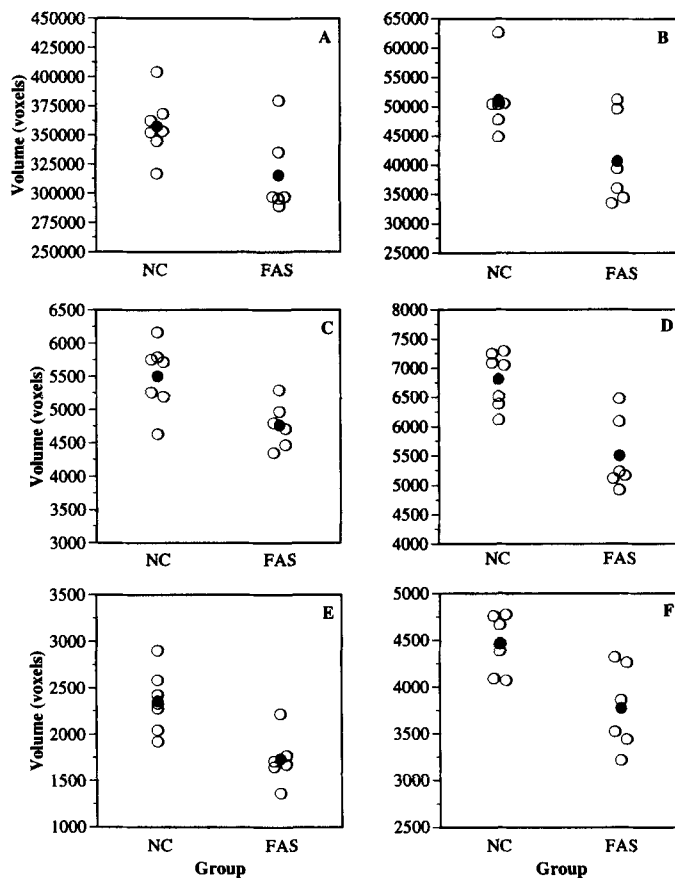 A
Volume (voxels)
450000
425000
400000
375000
350000
325000
300000
275000
250000
NC FAS
B
65000
60000
55000
50000
45000
40000
35000
30000
25000
NC FAS
C
Volume (voxels)
6500
6000
5500
5000
4500
4000
3500
3000
NC FAS
D
8000
7500
7000
6500
6000
5500
5000
4500
4000
NC FAS
E
Volume (voxels)
3500
3000
2500
2000
1500
1000
NC FAS
Group
F
5000
4500
4000
3500
3000
2500
NC FAS
Group